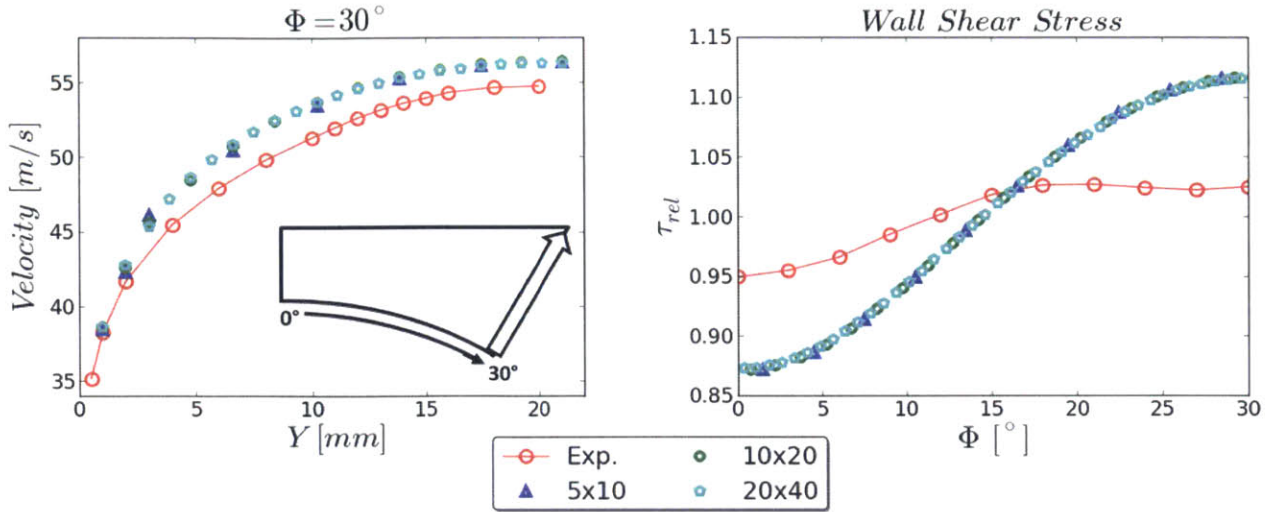 Φ = 30°
Velocity [m/s]
55
50
45
40
35
0 5 10 15 20
Y [mm]
0°
30°
Wall Shear Stress
τrel
1.15
1.10
1.05
1.00
0.95
0.90
0.85
0 5 10 15 20 25 30
Φ [°]
Exp. 10x20
5x10 20x40